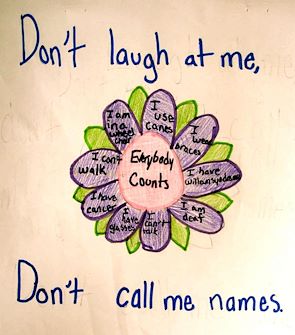 Don't laugh at me,
I am
in a
wheel
chair
I
use
canes
I
wear
braces
I can't
walk
Everybody
Counts
I have
williams syndrome
I have
cancer
I am
deaf
I
have
glasses
I
can't
talk
Don't call me names.